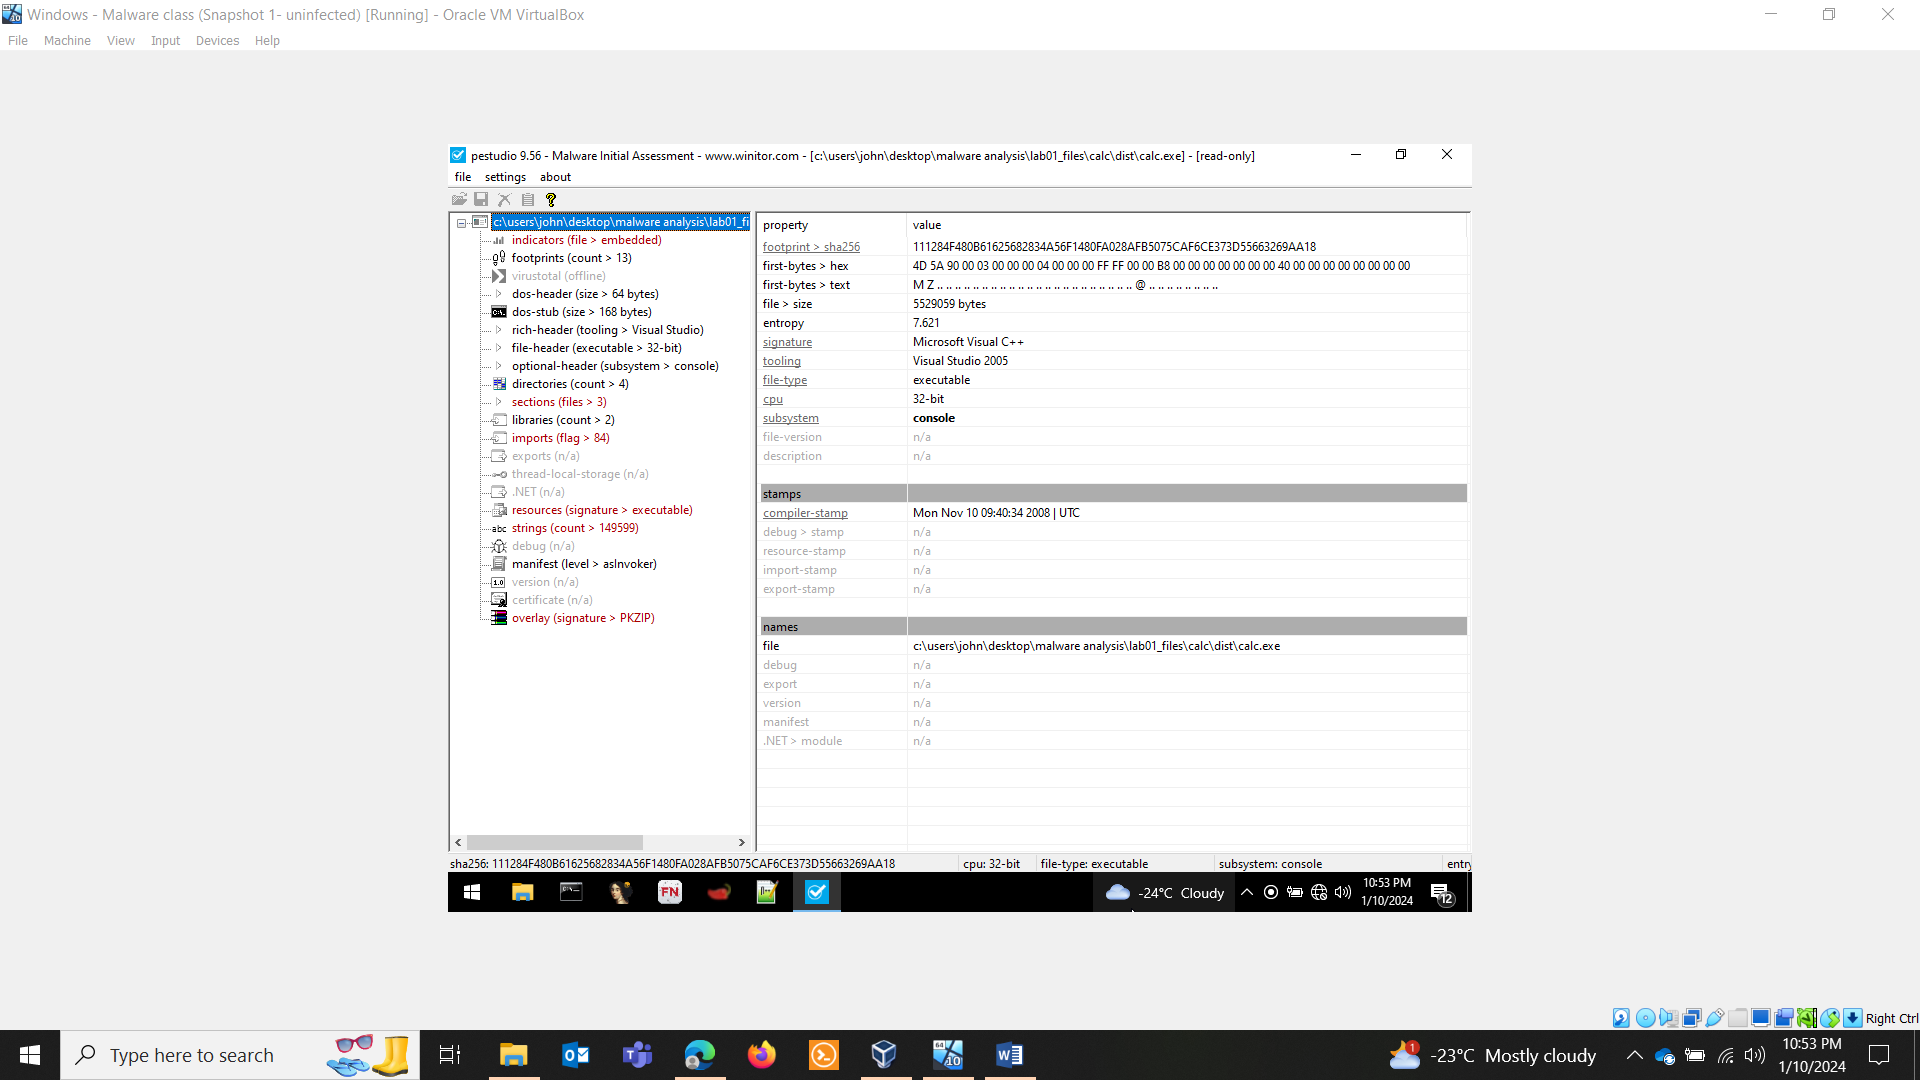 Windows - Malware class (Snapshot 1- uninfected) [Running] - Oracle VM VirtualBox
File Machine View Input Devices Help
pestudio 9.56 - Malware Initial Assessment - www.winitor.com - [c:\users\john\desktop\malware analysis\lab01_files\calc\dist\calc.exe] - [read-only]
file settings about
c:\users\john\desktop\malware analysis\lab01_fi
indicators (file > embedded)
footprints (count > 13)
virustotal (offline)
dos-header (size > 64 bytes)
dos-stub (size > 168 bytes)
rich-header (tooling > Visual Studio)
file-header (executable > 32-bit)
optional-header (subsystem > console)
directories (count > 4)
sections (files > 3)
libraries (count > 2)
imports (flag > 84)
exports (n/a)
thread-local-storage (n/a)
.NET (n/a)
resources (signature > executable)
abc strings (count > 149599)
debug (n/a)
manifest (level > asInvoker)
1.0 version (n/a)
certificate (n/a)
overlay (signature > PKZIP)
property value
footprint > sha256 111284F480B61625682834A56F1480FA028AFB5075CAF6CE373D55663269AA18
first-bytes > hex 4D 5A 90 00 03 00 00 00 04 00 00 00 FF FF 00 00 B8 00 00 00 00 00 00 00 40 00 00 00 00 00 00 00 00
first-bytes > text M Z .. .. .. .. .. .. .. .. .. .. .. .. .. .. .. .. .. .. .. .. .. .. @ .. .. .. .. .. .. .. ..
file > size 5529059 bytes
entropy 7.621
signature Microsoft Visual C++
tooling Visual Studio 2005
file-type executable
cpu 32-bit
subsystem console
file-version n/a
description n/a
stamps
compiler-stamp Mon Nov 10 09:40:34 2008 | UTC
debug > stamp n/a
resource-stamp n/a
import-stamp n/a
export-stamp n/a
names
file c:\users\john\desktop\malware analysis\lab01_files\calc\dist\calc.exe
debug n/a
export n/a
version n/a
manifest n/a
.NET > module n/a
sha256: 111284F480B61625682834A56F1480FA028AFB5075CAF6CE373D55663269AA18 cpu: 32-bit file-type: executable subsystem: console entry
FN -24°C Cloudy 10:53 PM
1/10/2024 12
Right Ctrl
Type here to search -23°C Mostly cloudy 10:53 PM
1/10/2024